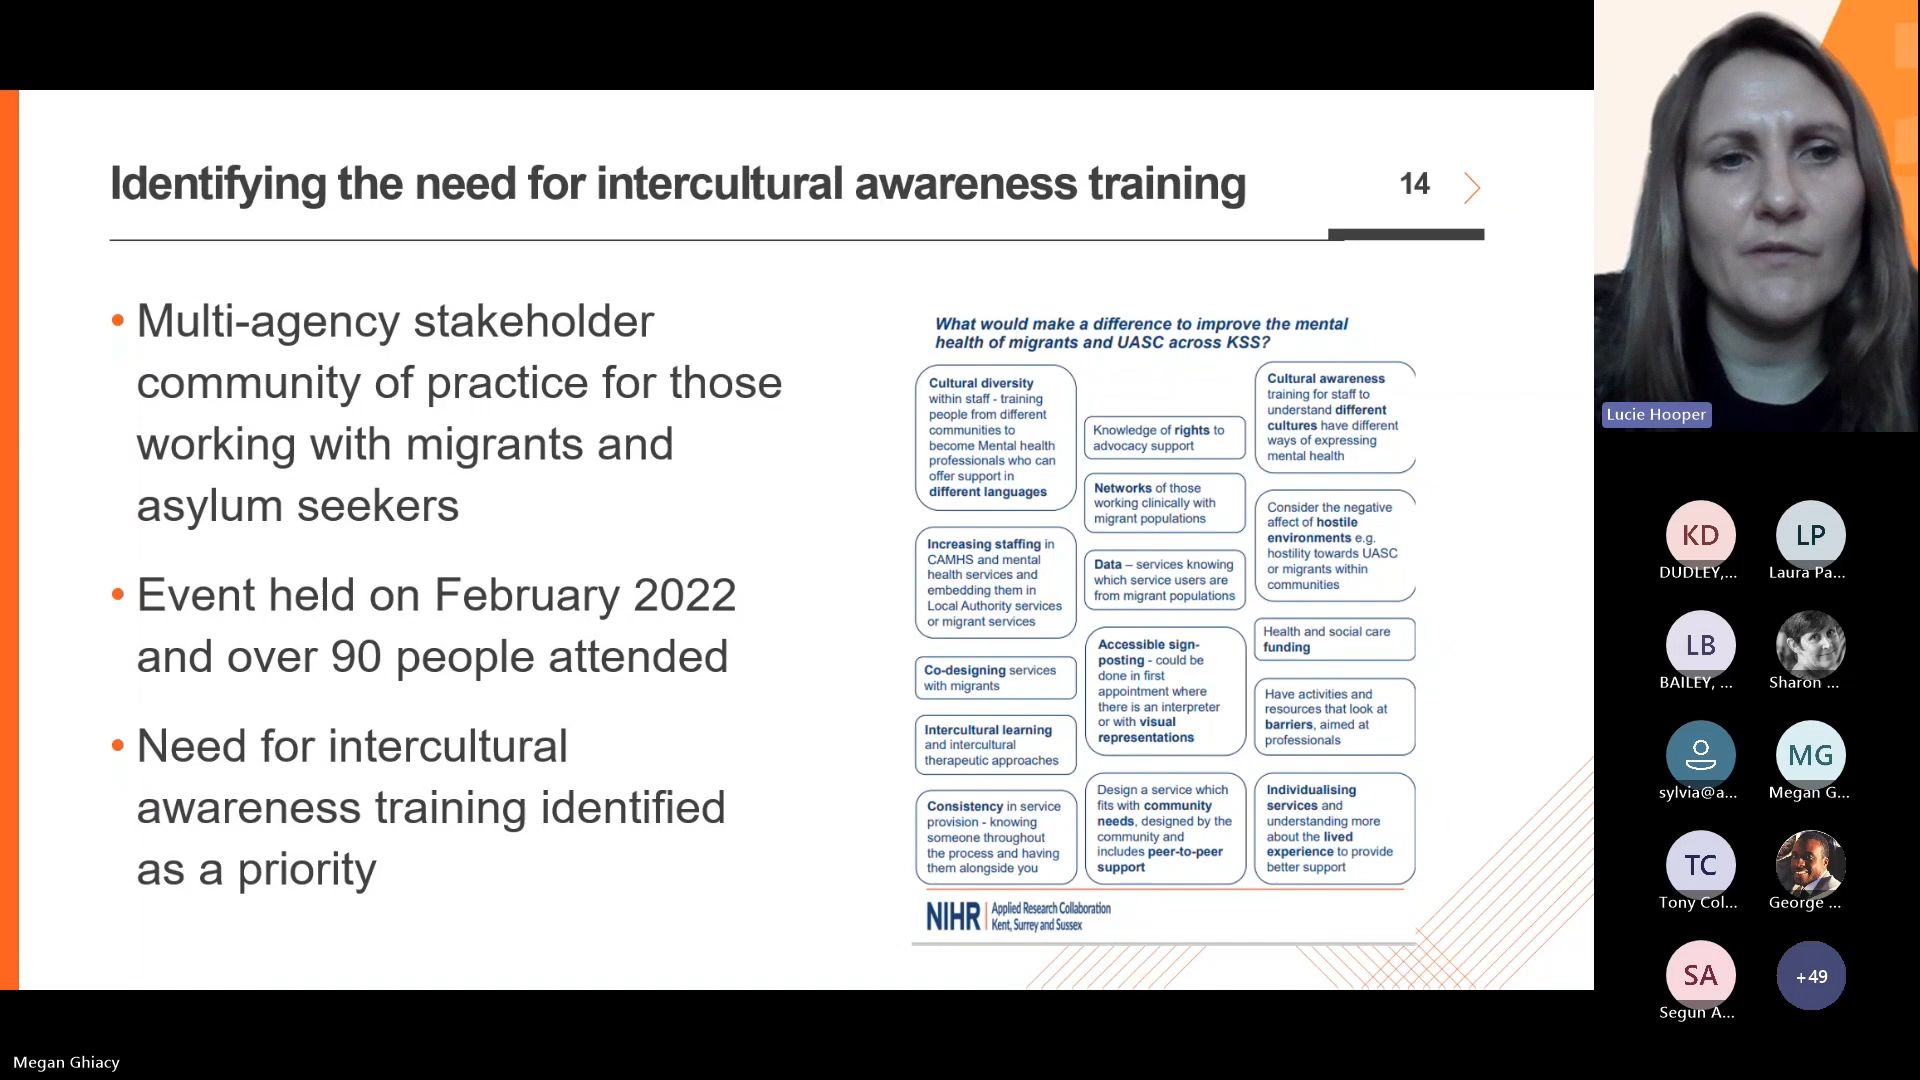 Identifying the need for intercultural awareness training
14
• Multi-agency stakeholder
community of practice for those
working with migrants and
asylum seekers
• Event held on February 2022
and over 90 people attended
• Need for intercultural
awareness training identified
as a priority
What would make a difference to improve the mental
health of migrants and UASC across KSS?
Cultural diversity
within staff - training
people from different
communities to
become Mental health
professionals who can
offer support in
different languages
Increasing staffing in
CAMHS and mental
health services and
embedding them in
Local Authority services
or migrant services
Co-designing services
with migrants
Intercultural learning
and intercultural
therapeutic approaches
Consistency in service
provision - knowing
someone throughout
the process and having
them alongside you
Knowledge of rights to
advocacy support
Networks of those
working clinically with
migrant populations
Data – services knowing
which service users are
from migrant populations
Accessible sign-
posting - could be
done in first
appointment where
there is an interpreter
or with visual
representations
Design a service which
fits with community
needs, designed by the
community and
includes peer-to-peer
support
Cultural awareness
training for staff to
understand different
cultures have different
ways of expressing
mental health
Consider the negative
affect of hostile
environments e.g.
hostility towards UASC
or migrants within
communities
Health and social care
funding
Have activities and
resources that look at
barriers, aimed at
professionals
Individualising
services and
understanding more
about the lived
experience to provide
better support
NIHR | Applied Research Collaboration
Kent, Surrey and Sussex
Lucie Hooper
KD
DUDLEY,...
LP
Laura Pa...
LB
BAILEY, ...
Sharon ...
sylvia@a...
MG
Megan G...
TC
Tony Col...
George ...
SA
Segun A...
+49
Megan Ghiacy